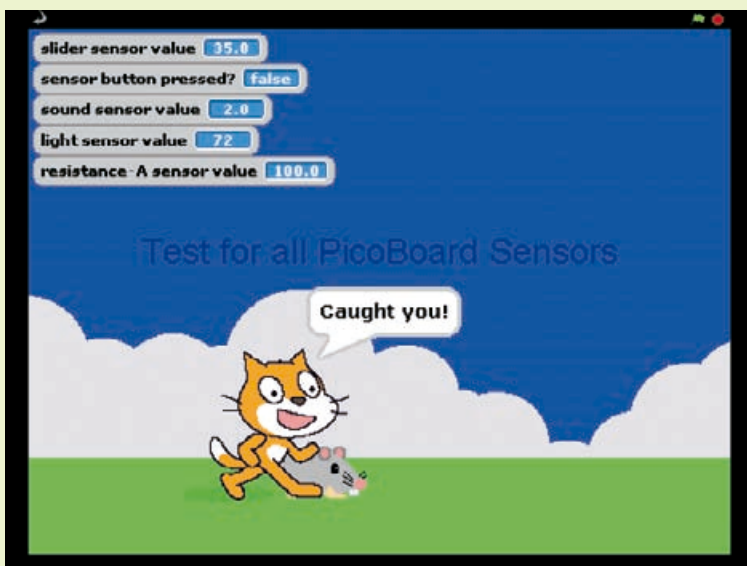 slider sensor value 35.0
sensor button pressed? false
sound sensor value 2.0
light sensor value 72
resistance-A sensor value 100.0
Test for all PicoBoard Sensors
Caught you!